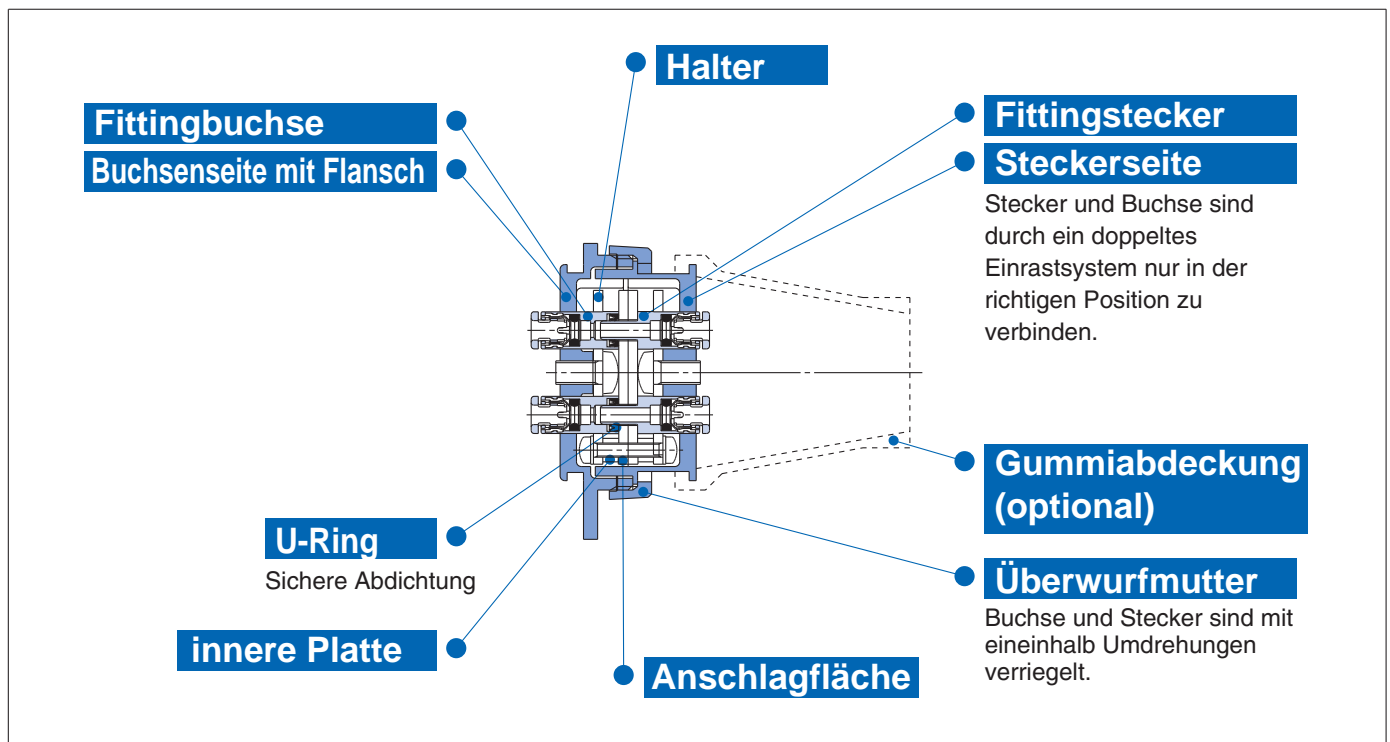 Halter
Fittingbuchse
Buchsenseite mit Flansch
Fittingstecker
Steckerseite
Stecker und Buchse sind
durch ein doppeltes
Einrastsystem nur in der
richtigen Position zu
verbinden.
U-Ring
Sichere Abdichtung
innere Platte
Anschlagfläche
Gummiabdeckung
(optional)
Überwurfmutter
Buchse und Stecker sind mit
eineinhalb Umdrehungen
verriegelt.